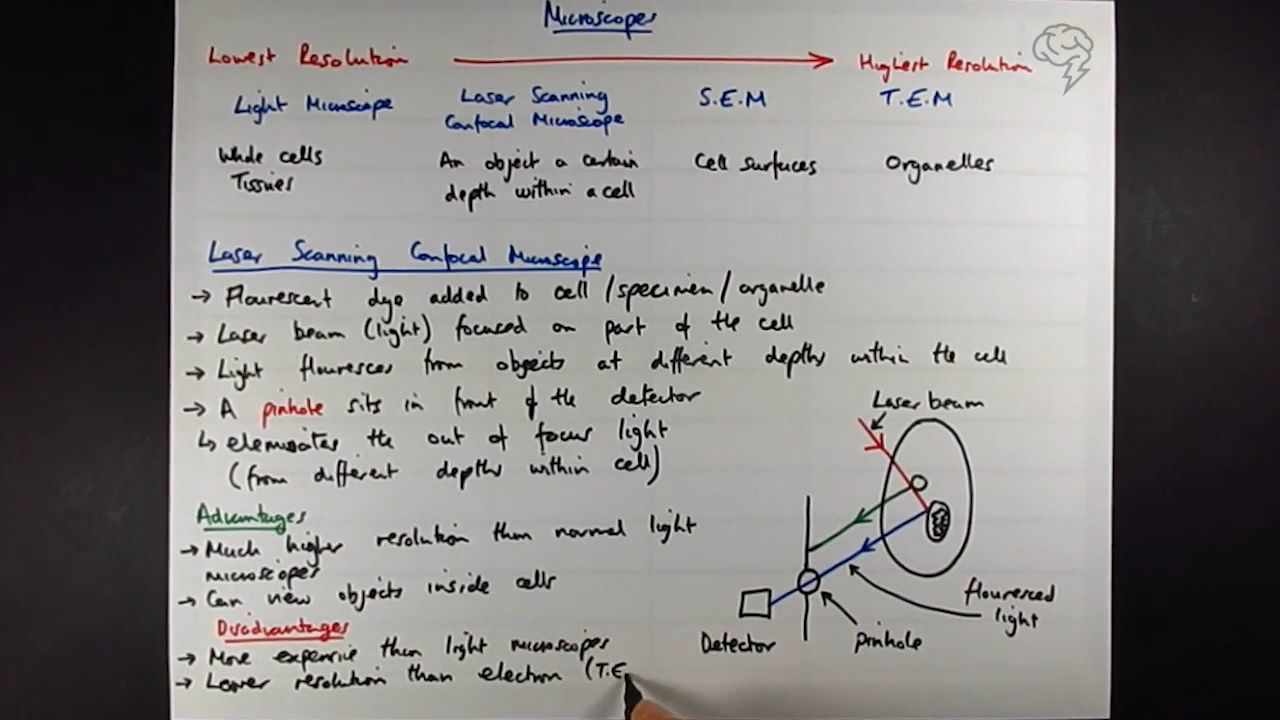 Microscopes
Lowest Resolution Highest Resolution
Light Microscope Laser Scanning Confocal Microscope S.E.M T.E.M
Whole cells
Tissues
An object a certain
depth within a cell
Cell surfaces
Organelles
Laser Scanning Confocal Microscope
→ Flourescent dye added to cell / specimen / organelle
→ Laser beam (light) focused on part of the cell
→ Light flouresces from objects at different depths within the cell
→ A pinhole sits in front of the detector
↳ eleminates the out of focus light
(from different depths within cell)
Advantages
→ Much higher resolution than normal light
microscopes
→ Can view objects inside cells
Disadvantages
→ More expensive than light microscopes
→ Lower resolution than electron (T.E
Laser beam
flouresced
light
pinhole
Detector